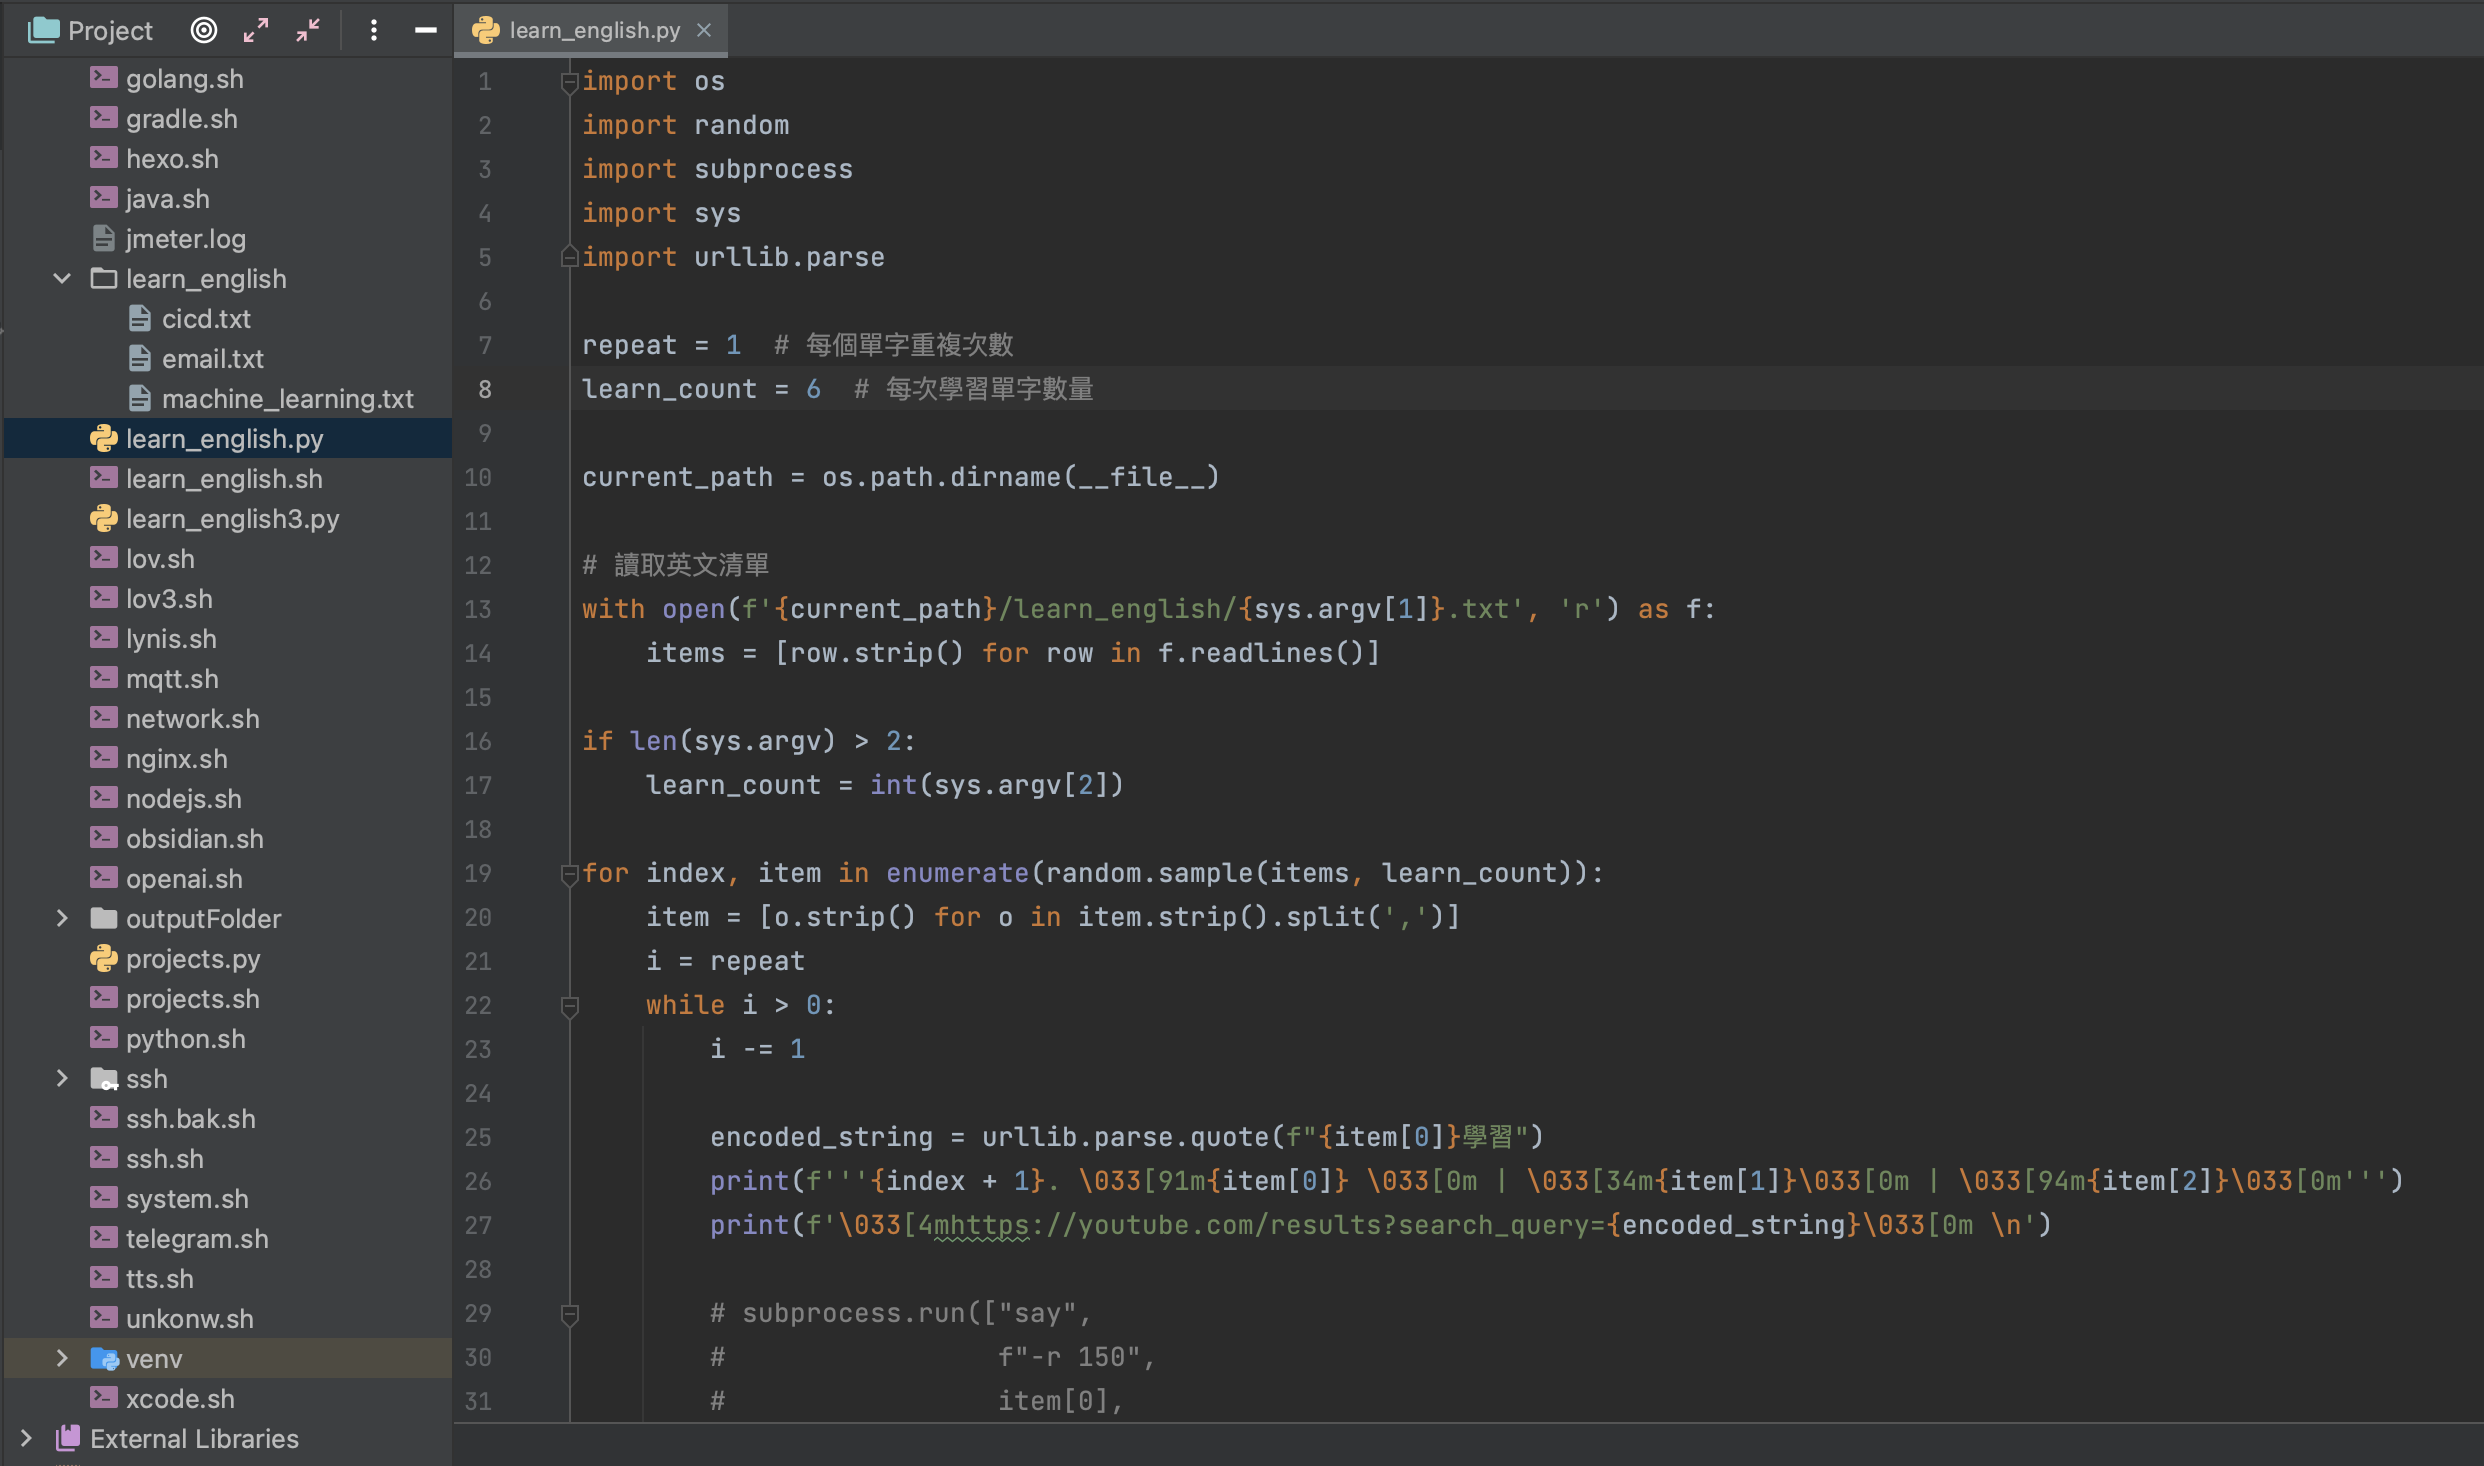 Project
golang.sh
gradle.sh
hexo.sh
java.sh
jmeter.log
learn_english
cicd.txt
email.txt
machine_learning.txt
learn_english.py
learn_english.sh
learn_english3.py
lov.sh
lov3.sh
lynis.sh
mqtt.sh
network.sh
nginx.sh
nodejs.sh
obsidian.sh
openai.sh
outputFolder
projects.py
projects.sh
python.sh
ssh
ssh.bak.sh
ssh.sh
system.sh
telegram.sh
tts.sh
unkonw.sh
venv
xcode.sh
External Libraries
learn_english.py
1 import os
2 import random
3 import subprocess
4 import sys
5 import urllib.parse
6
7 repeat = 1  # 每個單字重複次數
8 learn_count = 6  # 每次學習單字數量
9
10 current_path = os.path.dirname(__file__)
11
12 # 讀取英文清單
13 with open(f'{current_path}/learn_english/{sys.argv[1]}.txt', 'r') as f:
14     items = [row.strip() for row in f.readlines()]
15
16 if len(sys.argv) > 2:
17     learn_count = int(sys.argv[2])
18
19 for index, item in enumerate(random.sample(items, learn_count)):
20     item = [o.strip() for o in item.strip().split(',')]
21     i = repeat
22     while i > 0:
23         i -= 1
24
25         encoded_string = urllib.parse.quote(f"{item[0]}學習")
26         print(f'''{index + 1}. \033[91m{item[0]} \033[0m | \033[34m{item[1]}\033[0m | \033[94m{item[2]}\033[0m''')
27         print(f'\033[4mhttps://youtube.com/results?search_query={encoded_string}\033[0m \n')
28
29         # subprocess.run(["say",
30         #                 f"-r 150",
31         #                 item[0],